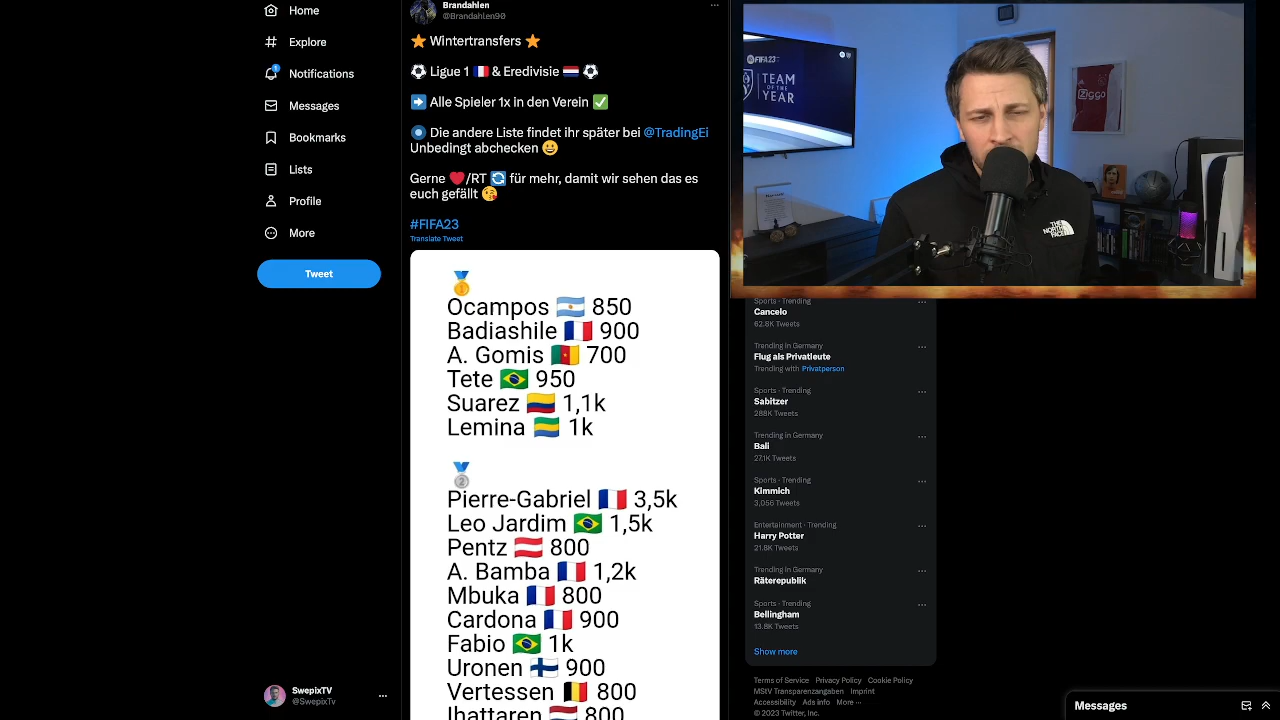 Home
Explore
1
Notifications
Messages
Bookmarks
Lists
Profile
More
Tweet
SwepixTV
@SwepixTv
Brandahlen
@Brandahlen90
⭐ Wintertransfers ⭐
⚽ Ligue 1 🇫🇷 & Eredivisie 🇳🇱 ⚽
➡️ Alle Spieler 1x in den Verein ✅
Die andere Liste findet ihr später bei @TradingEi
Unbedingt abchecken 😀
Gerne ❤️/RT 🔄 für mehr, damit wir sehen das es
euch gefällt 😘
#FIFA23
Translate Tweet
🥇
Ocampos 🇦🇷 850
Badiashile 🇫🇷 900
A. Gomis 🇨🇲 700
Tete 🇧🇷 950
Suarez 🇨🇴 1,1k
Lemina 🇬🇦 1k
🥈
Pierre-Gabriel 🇫🇷 3,5k
Leo Jardim 🇧🇷 1,5k
Pentz 🇦🇹 800
A. Bamba 🇫🇷 1,2k
Mbuka 🇫🇷 800
Cardona 🇫🇷 900
Fabio 🇧🇷 1k
Uronen 🇫🇮 900
Vertessen 🇧🇪 800
Ihattaren 🇳🇱 800
FIFA23
TEAM
OF THE
YEAR
Ziggo
THE
NORTH
FACE
Sports · Trending
Cancelo
62.8K Tweets
Trending in Germany
Flug als Privatleute
Trending with Privatperson
Sports · Trending
Sabitzer
288K Tweets
Trending in Germany
Bali
27.1K Tweets
Sports · Trending
Kimmich
3,056 Tweets
Entertainment · Trending
Harry Potter
21.8K Tweets
Trending in Germany
Räterepublik
Sports · Trending
Bellingham
13.8K Tweets
Show more
Terms of Service Privacy Policy Cookie Policy
MStV Transparenzangaben Imprint
Accessibility Ads info More ···
© 2023 Twitter, Inc.
Messages